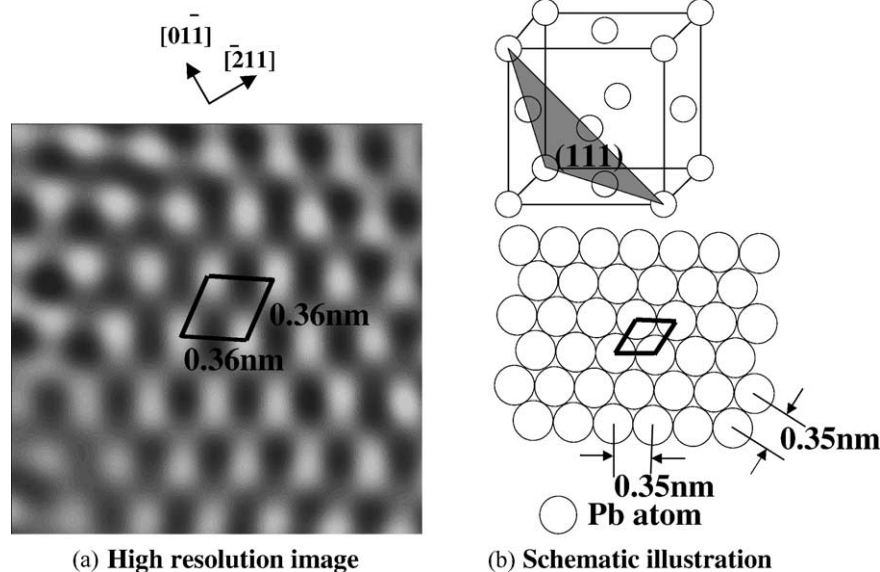 [01̄1̄]
[2̄11]
0.36nm
0.36nm
(a) High resolution image
(111)
0.35nm
0.35nm
Pb atom
(b) Schematic illustration